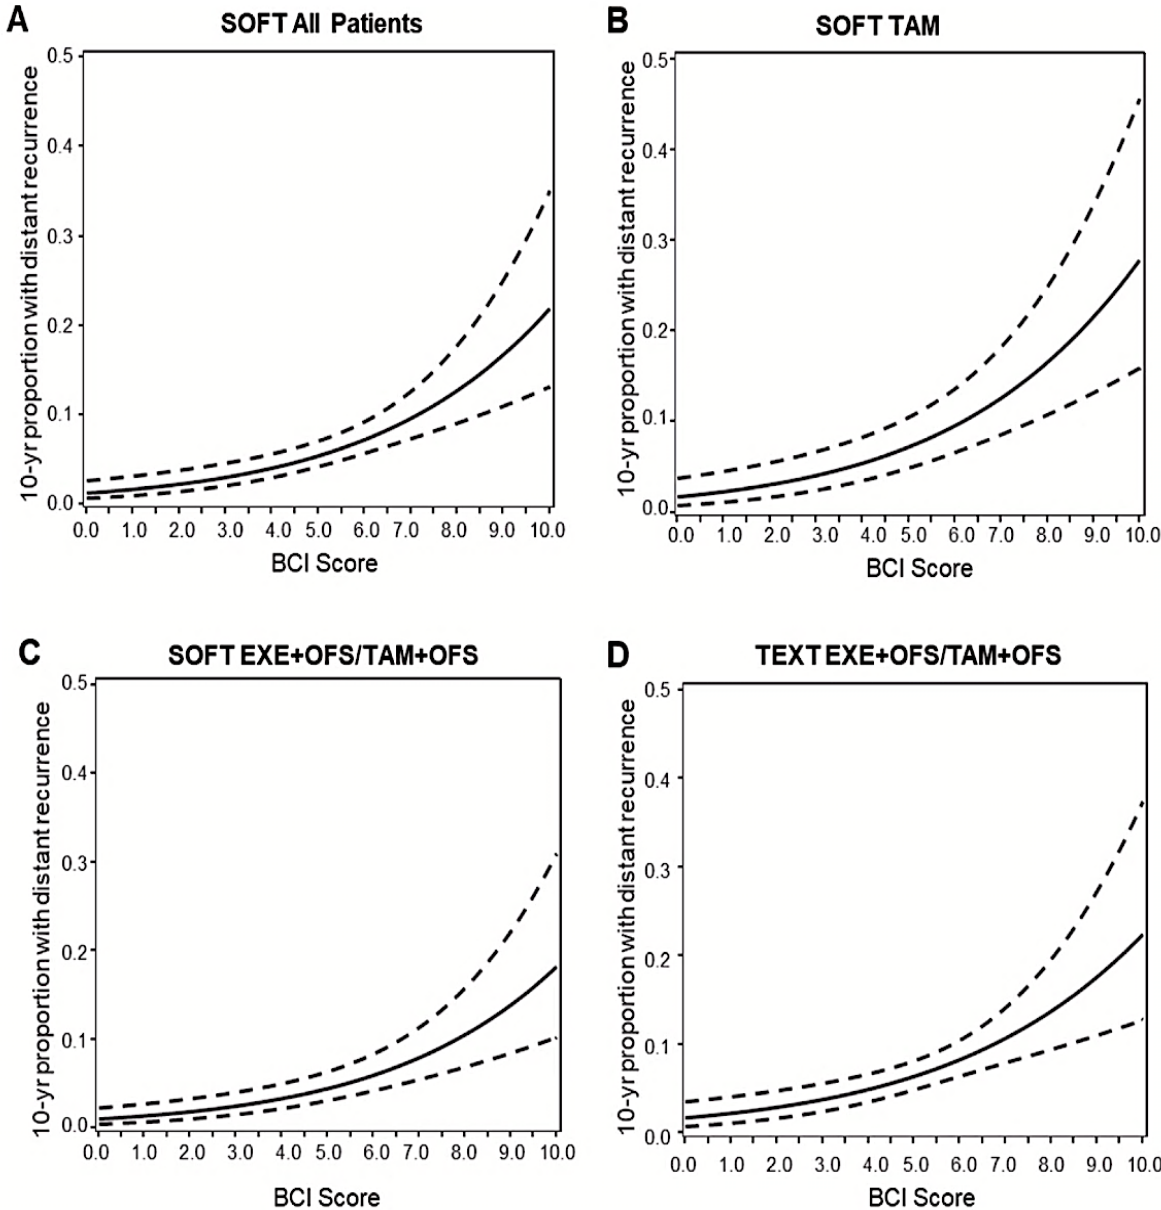 A
SOFT All Patients
10-yr proportion with distant recurrence
0.5
0.4
0.3
0.2
0.1
0.0
0.0 1.0 2.0 3.0 4.0 5.0 6.0 7.0 8.0 9.0 10.0
BCI Score
B
SOFT TAM
10-yr proportion with distant recurrence
0.5
0.4
0.3
0.2
0.1
0.0
0.0 1.0 2.0 3.0 4.0 5.0 6.0 7.0 8.0 9.0 10.0
BCI Score
C
SOFT EXE+OFS/TAM+OFS
10-yr proportion with distant recurrence
0.5
0.4
0.3
0.2
0.1
0.0
0.0 1.0 2.0 3.0 4.0 5.0 6.0 7.0 8.0 9.0 10.0
BCI Score
D
TEXT EXE+OFS/TAM+OFS
10-yr proportion with distant recurrence
0.5
0.4
0.3
0.2
0.1
0.0
0.0 1.0 2.0 3.0 4.0 5.0 6.0 7.0 8.0 9.0 10.0
BCI Score